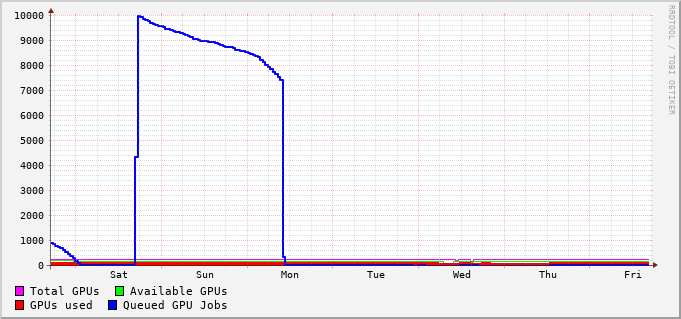 10000
9000
8000
7000
6000
5000
4000
3000
2000
1000
0
Sat Sun Mon Tue Wed Thu Fri
Total GPUs Available GPUs
GPUs used Queued GPU Jobs
RRDTOOL / TOBI OETIKER